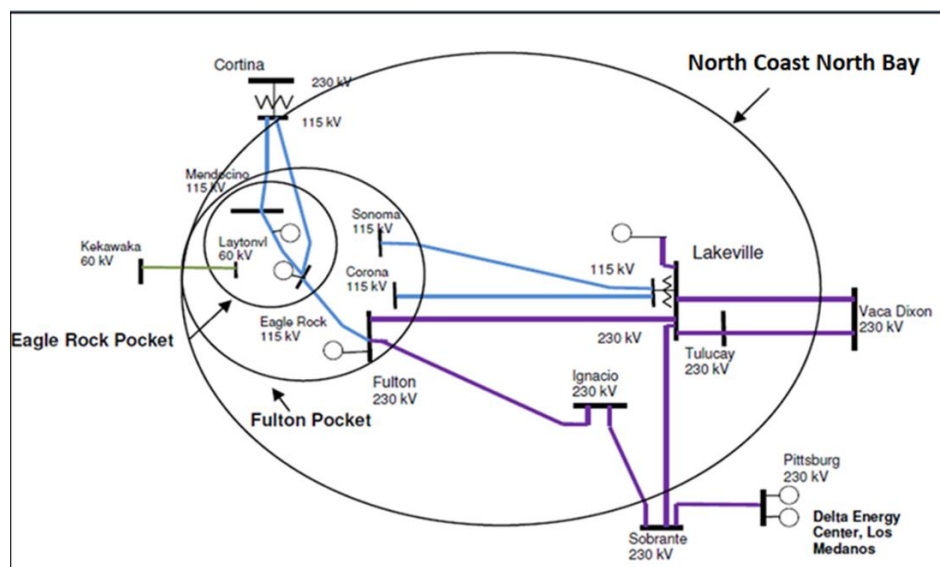 North Coast North Bay
Cortina
230 kV
115 kV
Mendocino
115 kV
Laytonvl
60 kV
Kekawaka
60 kV
Sonoma
115 kV
Corona
115 kV
115 kV
Lakeville
Eagle Rock
115 kV
Eagle Rock Pocket
Fulton
230 kV
Fulton Pocket
230 kV
Tulucay
230 kV
Vaca Dixon
230 kV
Ignacio
230 kV
Pittsburg
230 kV
Delta Energy
Center, Los
Medanos
Sobrante
230 kV